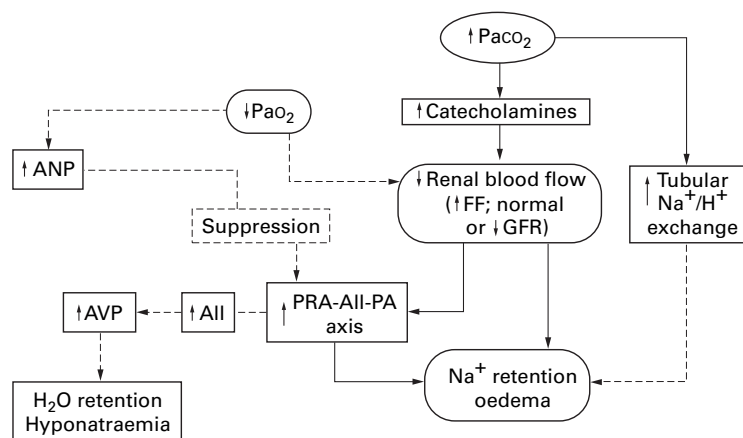 ↑ Paco₂
↑ Catecholamines
↓ Pao₂
↑ ANP
↓ Renal blood flow
(↑ FF; normal
or ↓ GFR)
↑ Tubular
Na⁺/H⁺
exchange
Suppression
↑ AVP
↑ AII
↑ PRA-AII-PA
axis
Na⁺ retention
oedema
H₂O retention
Hyponatraemia